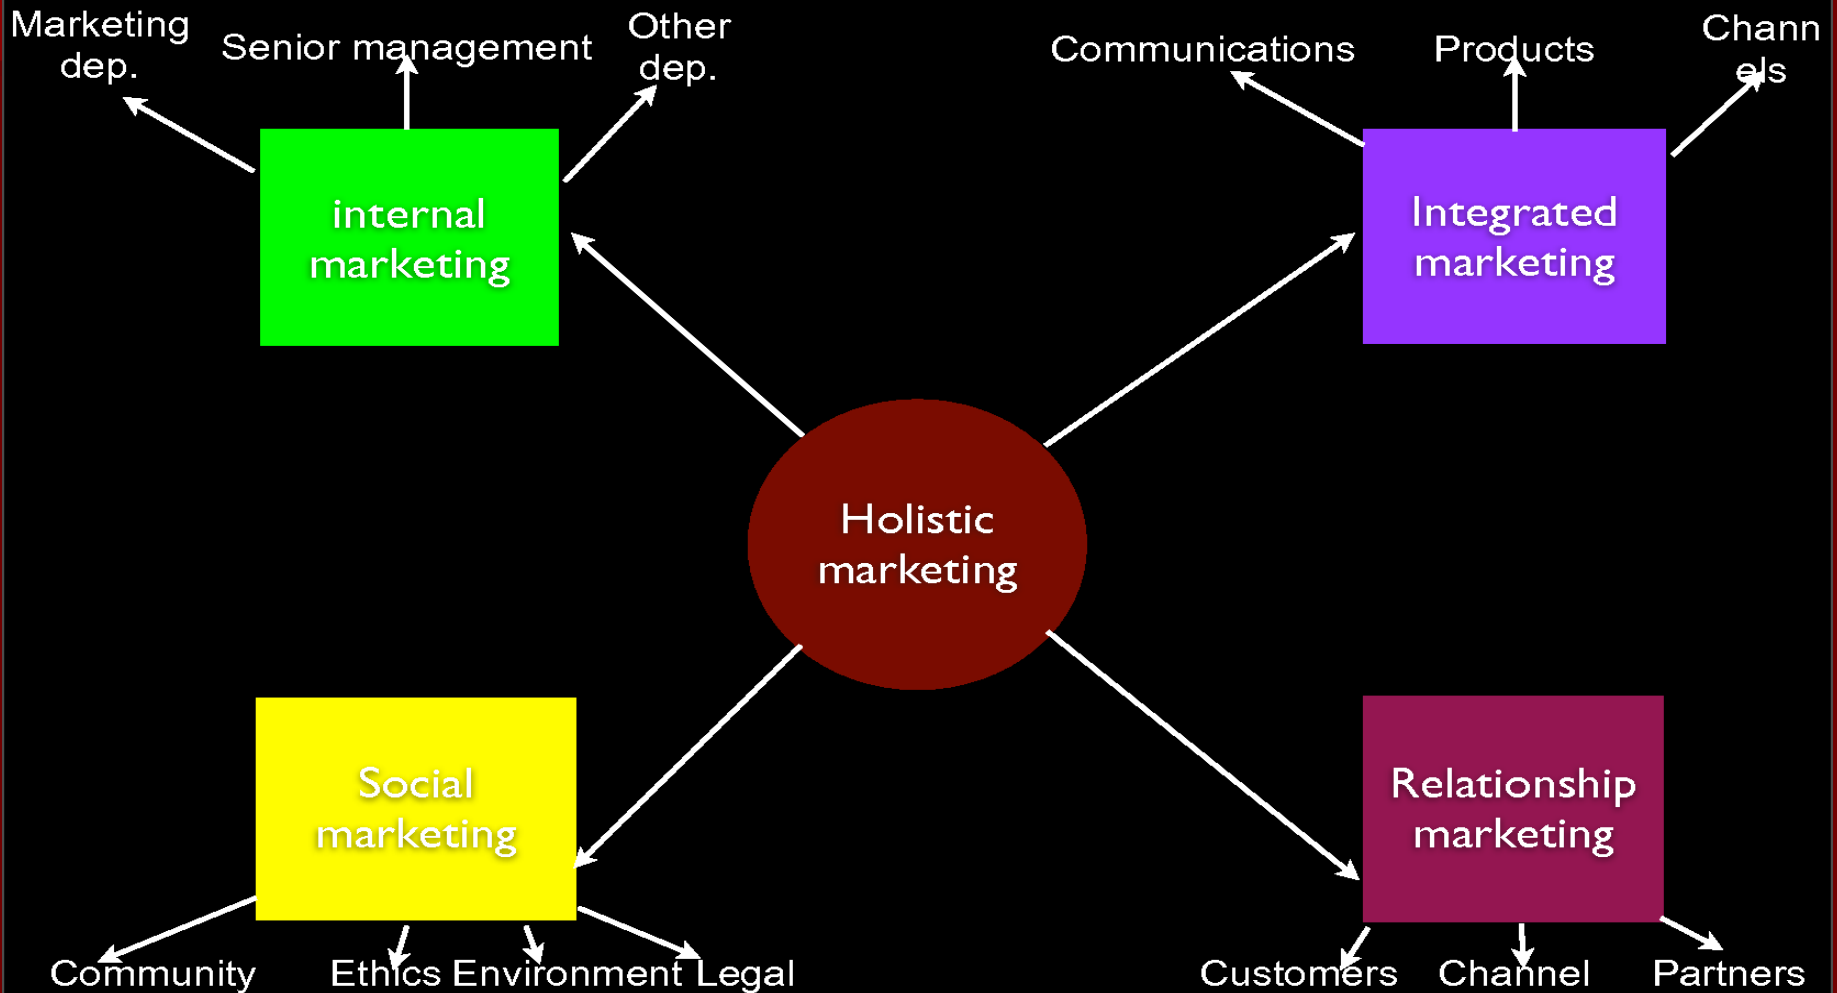 Marketing
dep.
Senior management
Other
dep.
Communications
Products
Chann
els
internal
marketing
Integrated
marketing
Holistic
marketing
Social
marketing
Relationship
marketing
Community
Ethics
Environment
Legal
Customers
Channel
Partners